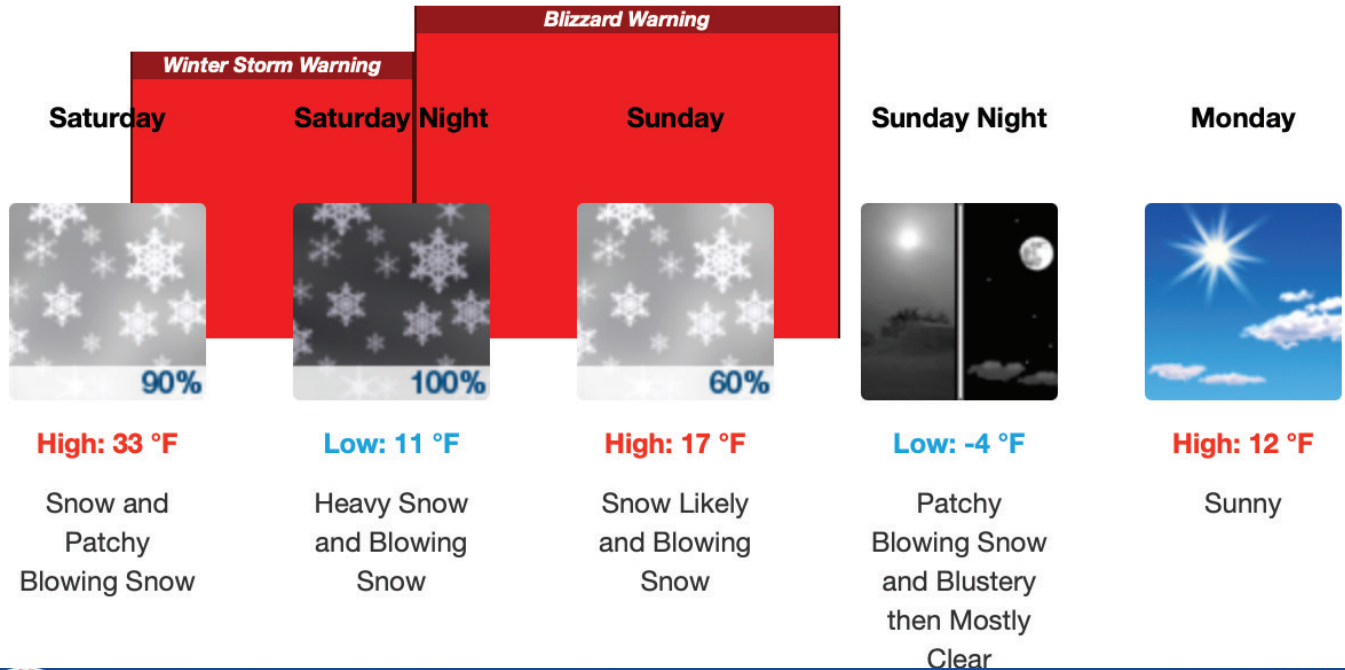 Blizzard Warning
Winter Storm Warning
Saturday
Saturday Night
Sunday
Sunday Night
Monday
90%
100%
60%
High: 33 °F
Low: 11 °F
High: 17 °F
Low: -4 °F
High: 12 °F
Snow and
Patchy
Blowing Snow
Heavy Snow
and Blowing
Snow
Snow Likely
and Blowing
Snow
Patchy
Blowing Snow
and Blustery
then Mostly
Clear
Sunny